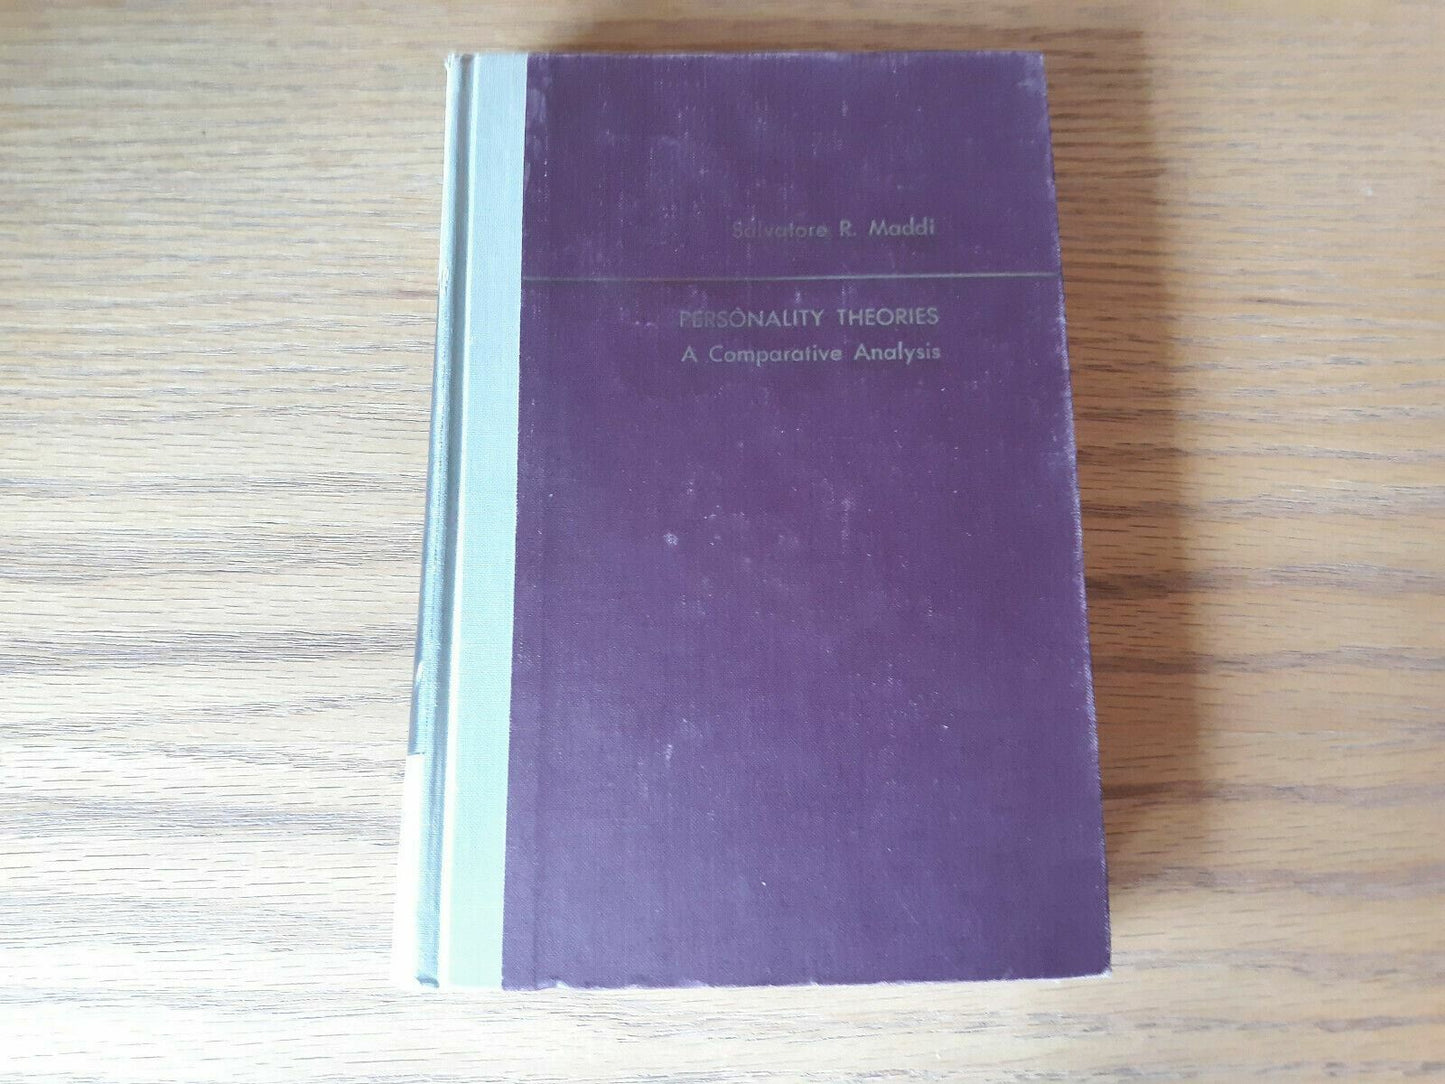 Salvatore R. Maddi
PERSONALITY THEORIES
A Comparative Analysis